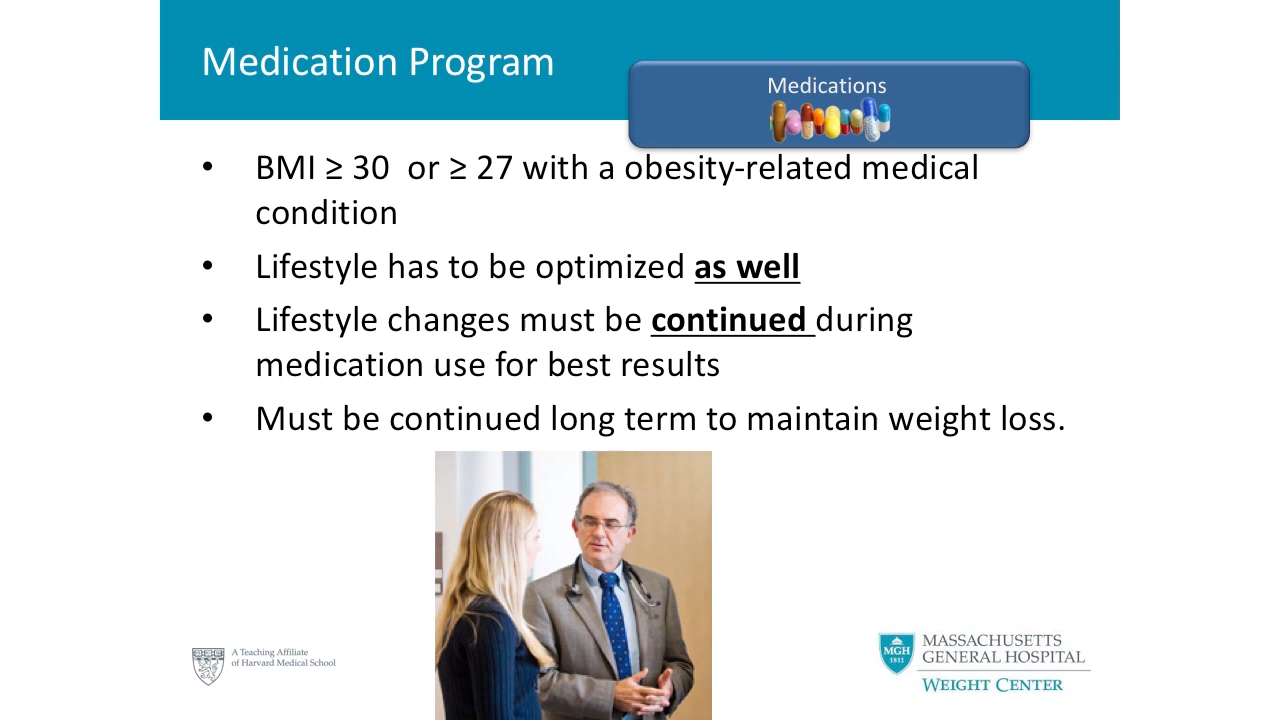 Medication Program
Medications
• BMI ≥ 30  or ≥ 27 with a obesity-related medical
condition
• Lifestyle has to be optimized as well
• Lifestyle changes must be continued during
medication use for best results
• Must be continued long term to maintain weight loss.
A Teaching Affiliate
of Harvard Medical School
MGH
1811
MASSACHUSETTS
GENERAL HOSPITAL
WEIGHT CENTER